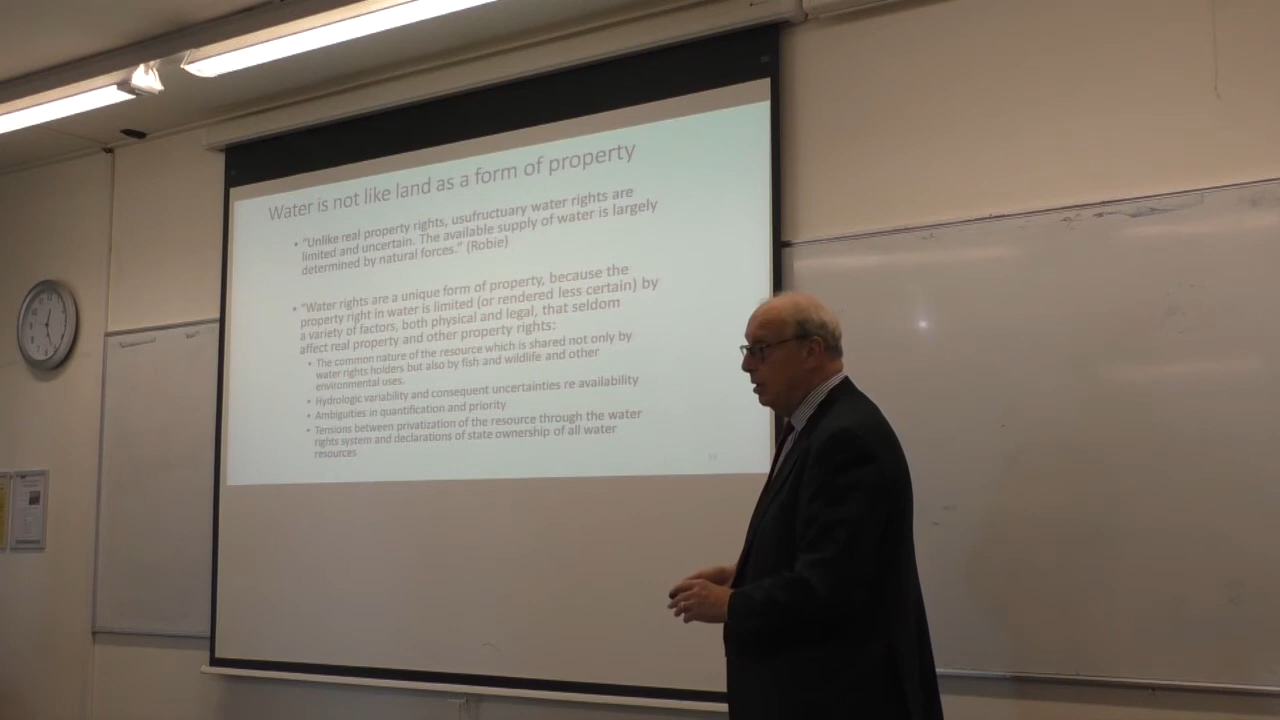 Water is not like land as a form of property
• "Unlike real property rights, usufructuary water rights are
limited and uncertain. The available supply of water is largely
determined by natural forces." (Robie)
• "Water rights are a unique form of property, because the
property right in water is limited (or rendered less certain) by
a variety of factors, both physical and legal, that seldom
affect real property and other property rights:
• The common nature of the resource which is shared not only by
water rights holders but also by fish and wildlife and other
environmental uses.
• Hydrologic variability and consequent uncertainties re availability
• Ambiguities in quantification and priority
• Tensions between privatization of the resource through the water
rights system and declarations of state ownership of all water
resources